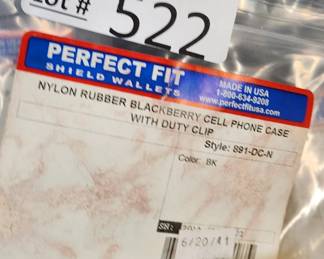 Lot # 522
PERFECT FIT
SHIELD WALLETS
MADE IN USA
1-800-634-9208
www.perfectfitusa.com
NYLON RUBBER BLACKBERRY CELL PHONE CASE
WITH DUTY CLIP
Style: 891-DC-N
Color: BK
6/20/11